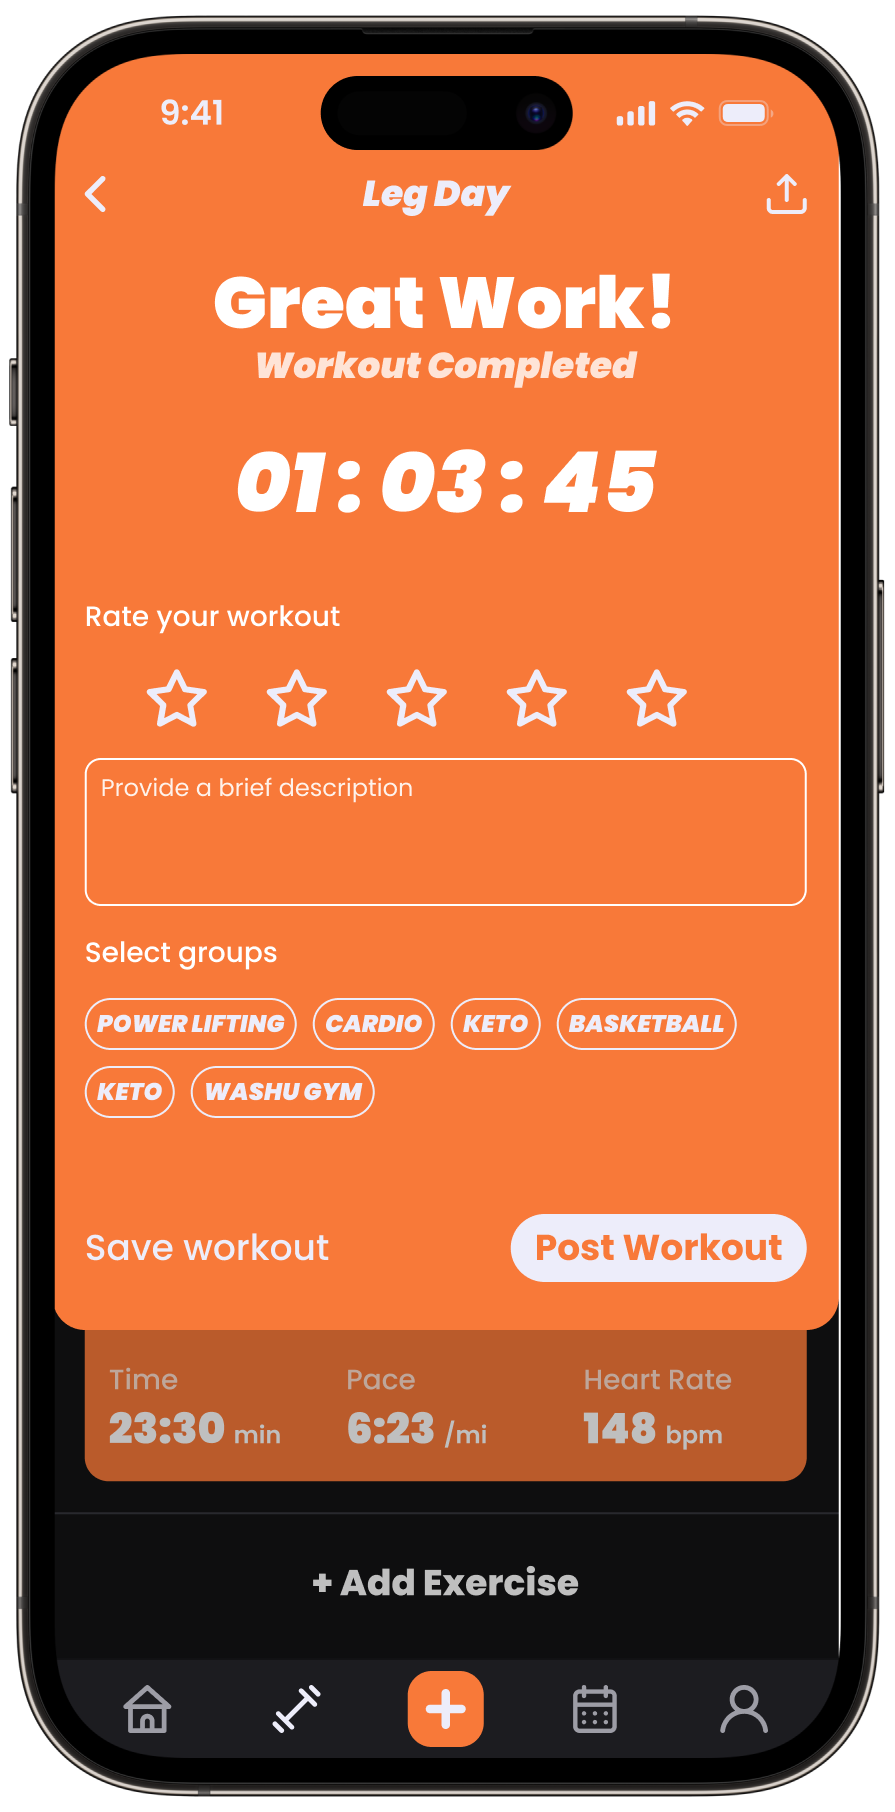 9:41
Leg Day
Great Work!
Workout Completed
01 : 03 : 45
Rate your workout
Provide a brief description
Select groups
POWER LIFTING CARDIO KETO BASKETBALL
KETO WASHU GYM
Save workout Post Workout
Time Pace Heart Rate
23:30 min 6:23 /mi 148 bpm
+ Add Exercise